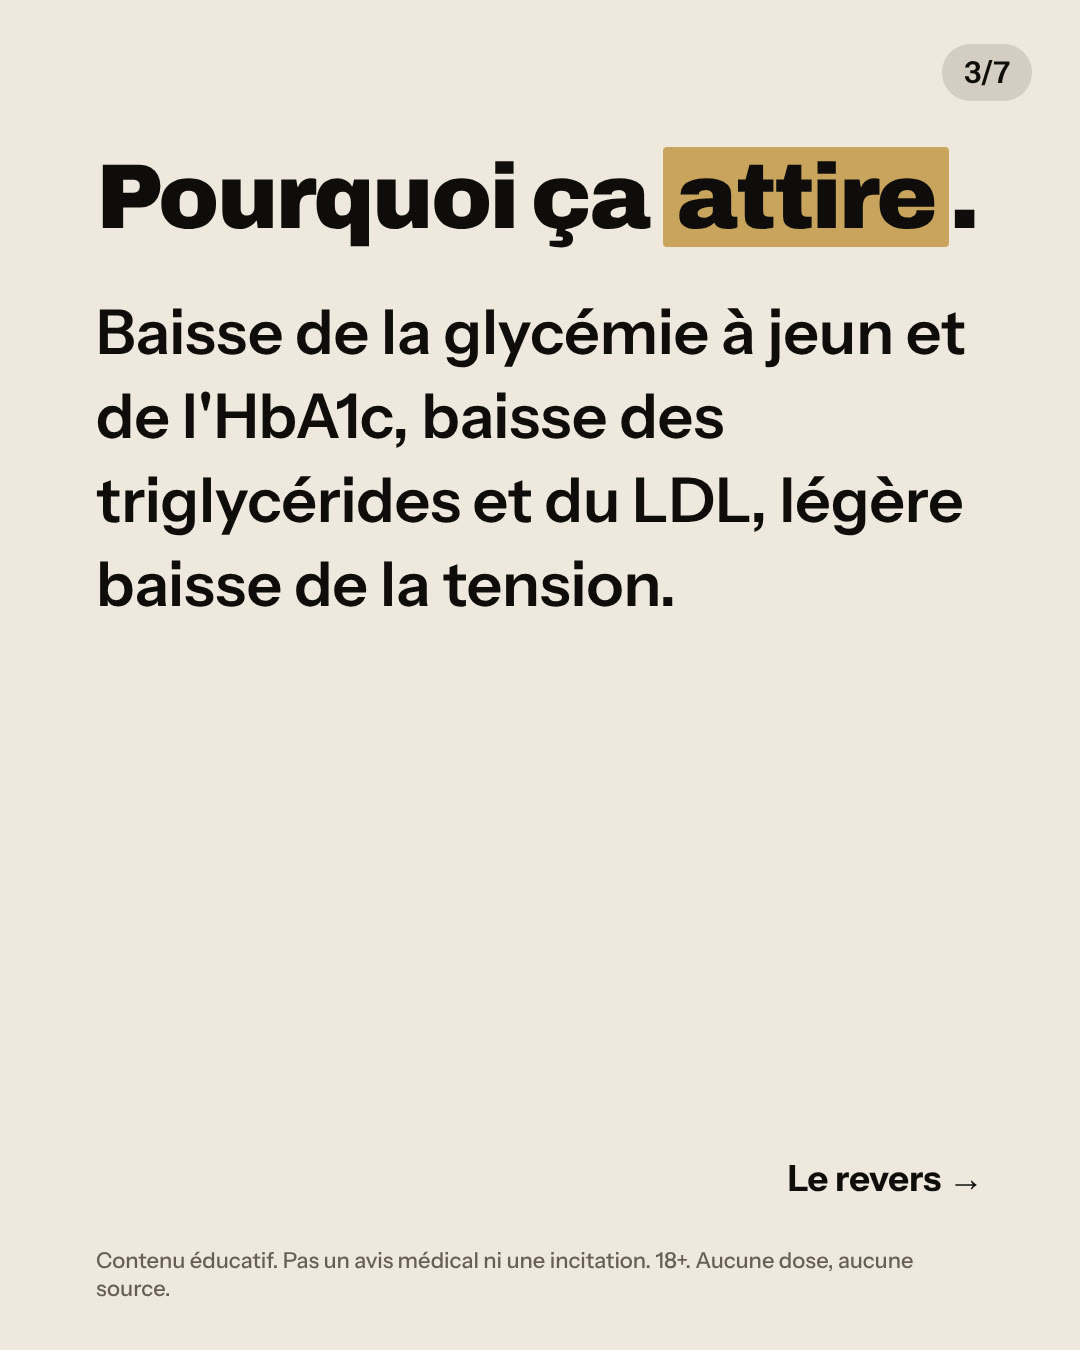 3/7
Pourquoi ça attire.
Baisse de la glycémie à jeun et
de l'HbA1c, baisse des
triglycérides et du LDL, légère
baisse de la tension.
Le revers →
Contenu éducatif. Pas un avis médical ni une incitation. 18+. Aucune dose, aucune
source.